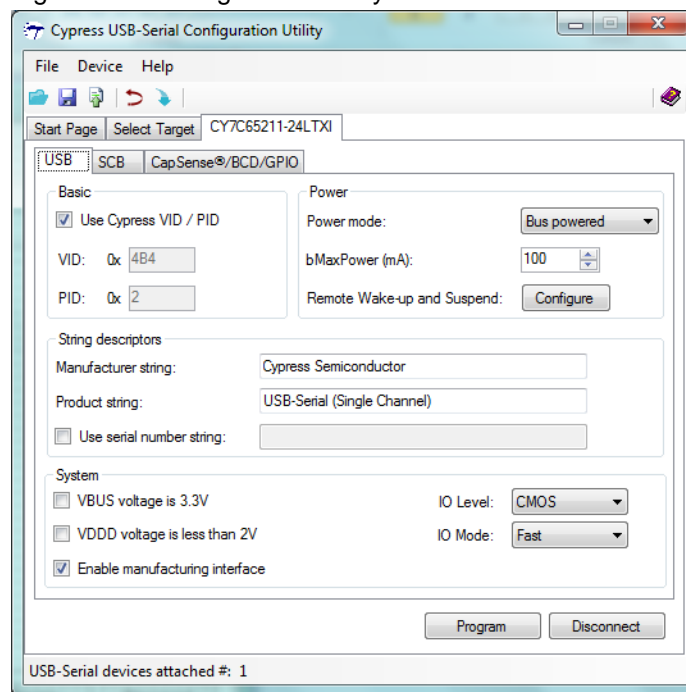 Cypress USB-Serial Configuration Utility
File Device Help
Start Page Select Target CY7C65211-24LTXI
USB SCB CapSense®/BCD/GPIO
Basic
Use Cypress VID / PID
VID: 0x 4B4
PID: 0x 2
Power
Power mode: Bus powered
bMaxPower (mA): 100
Remote Wake-up and Suspend: Configure
String descriptors
Manufacturer string: Cypress Semiconductor
Product string: USB-Serial (Single Channel)
Use serial number string:
System
VBUS voltage is 3.3V
VDDD voltage is less than 2V
Enable manufacturing interface
IO Level: CMOS
IO Mode: Fast
Program Disconnect
USB-Serial devices attached #: 1